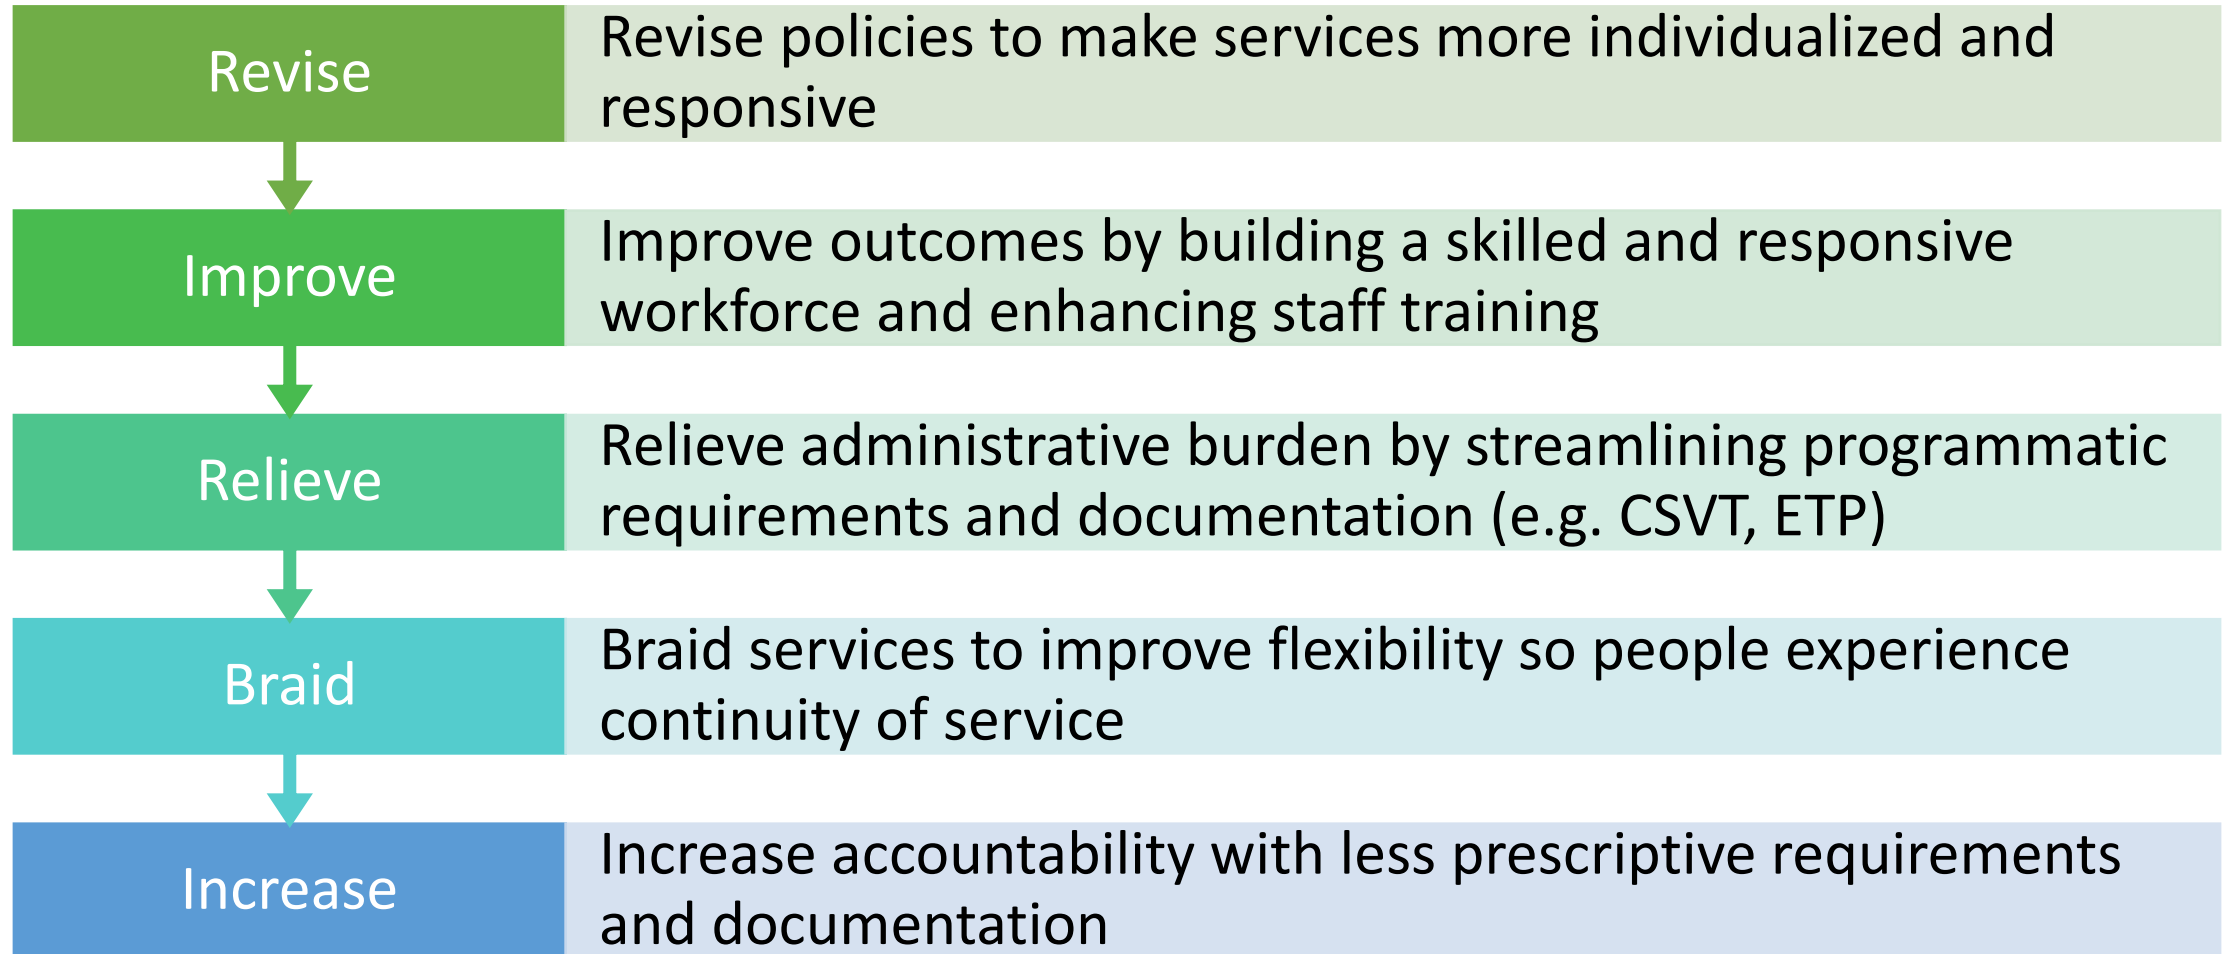 Revise
Revise policies to make services more individualized and
responsive
Improve
Improve outcomes by building a skilled and responsive
workforce and enhancing staff training
Relieve
Relieve administrative burden by streamlining programmatic
requirements and documentation (e.g. CSVT, ETP)
Braid
Braid services to improve flexibility so people experience
continuity of service
Increase
Increase accountability with less prescriptive requirements
and documentation